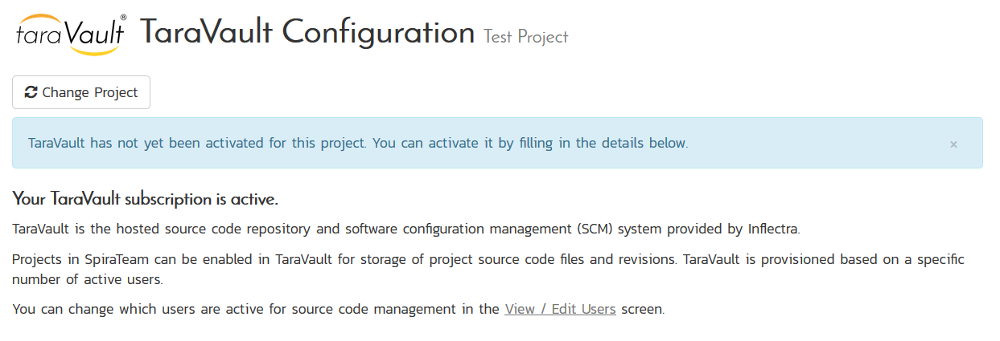 taraVault® TaraVault Configuration Test Project
Change Project
TaraVault has not yet been activated for this project. You can activate it by filling in the details below. ×
Your TaraVault subscription is active.
TaraVault is the hosted source code repository and software configuration management (SCM) system provided by Inflectra.
Projects in SpiraTeam can be enabled in TaraVault for storage of project source code files and revisions. TaraVault is provisioned based on a specific
number of active users.
You can change which users are active for source code management in the View / Edit Users screen.